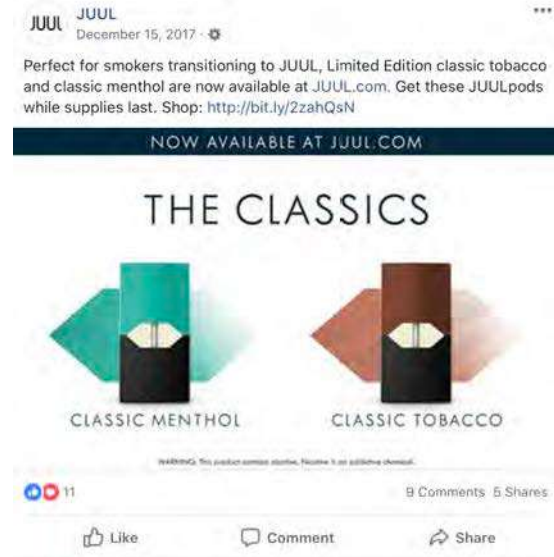 JUUL
JUUL
December 15, 2017 ·
Perfect for smokers transitioning to JUUL, Limited Edition classic tobacco
and classic menthol are now available at JUUL.com. Get these JUULpods
while supplies last. Shop: http://bit.ly/2zahQsN
NOW AVAILABLE AT JUUL.COM
THE CLASSICS
CLASSIC MENTHOL
CLASSIC TOBACCO
WARNING: This product contains nicotine. Nicotine is an addictive chemical.
11
9 Comments 5 Shares
Like
Comment
Share